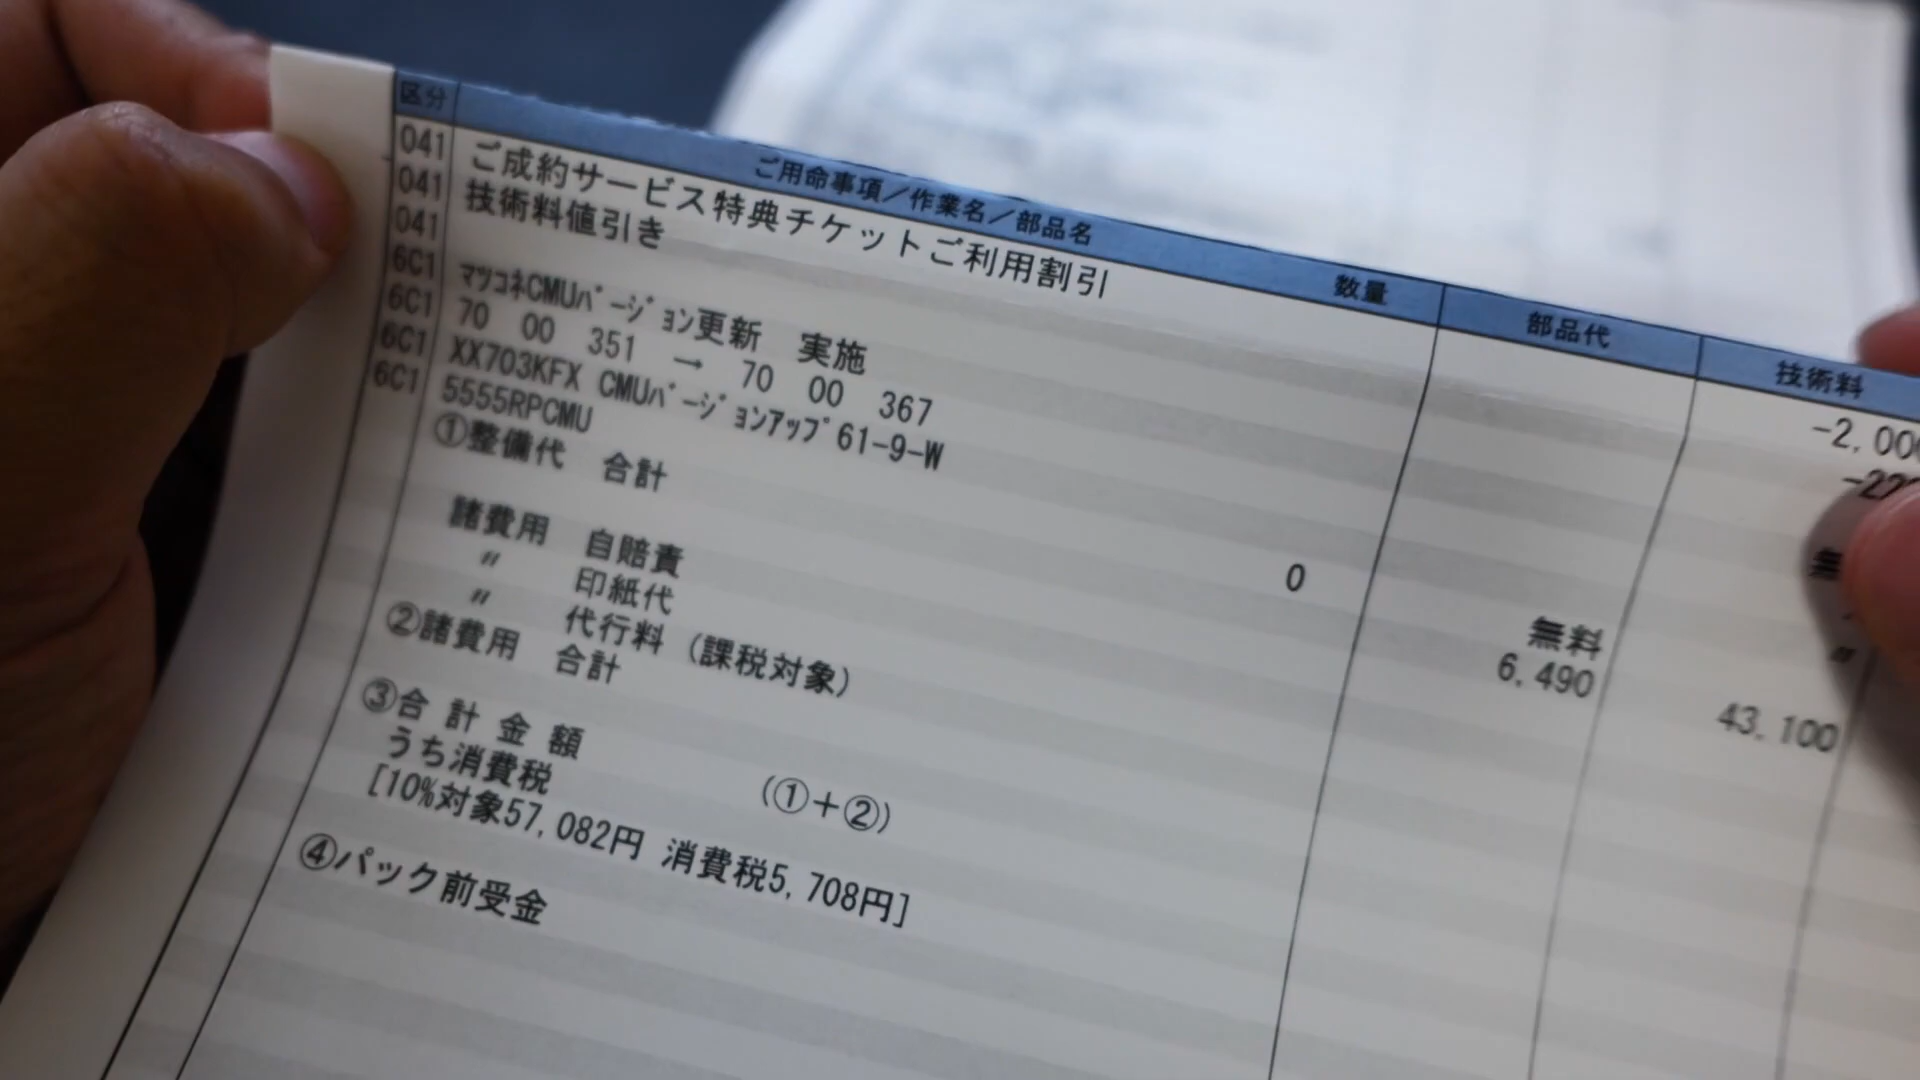 区分 ご用命事項／作業名／部品名 数量 部品代 技術料
041 ご成約サービス特典チケットご利用割引 -2,00
041 技術料値引き -22
041
6C1 ﾏﾂｺﾈCMUﾊﾞｰｼﾞｮﾝ更新 実施
6C1 70 00 351 → 70 00 367
6C1 XX703KFX CMUﾊﾞｰｼﾞｮﾝｱｯﾌﾟ61-9-W
6C1 5555RPCMU 0 無料
①整備代 合計 6,490 43,100
諸費用 自賠責
〃 印紙代
〃 代行料 (課税対象)
②諸費用 合計
③合計金額 (①＋②)
うち消費税
[10%対象57,082円 消費税5,708円]
④パック前受金